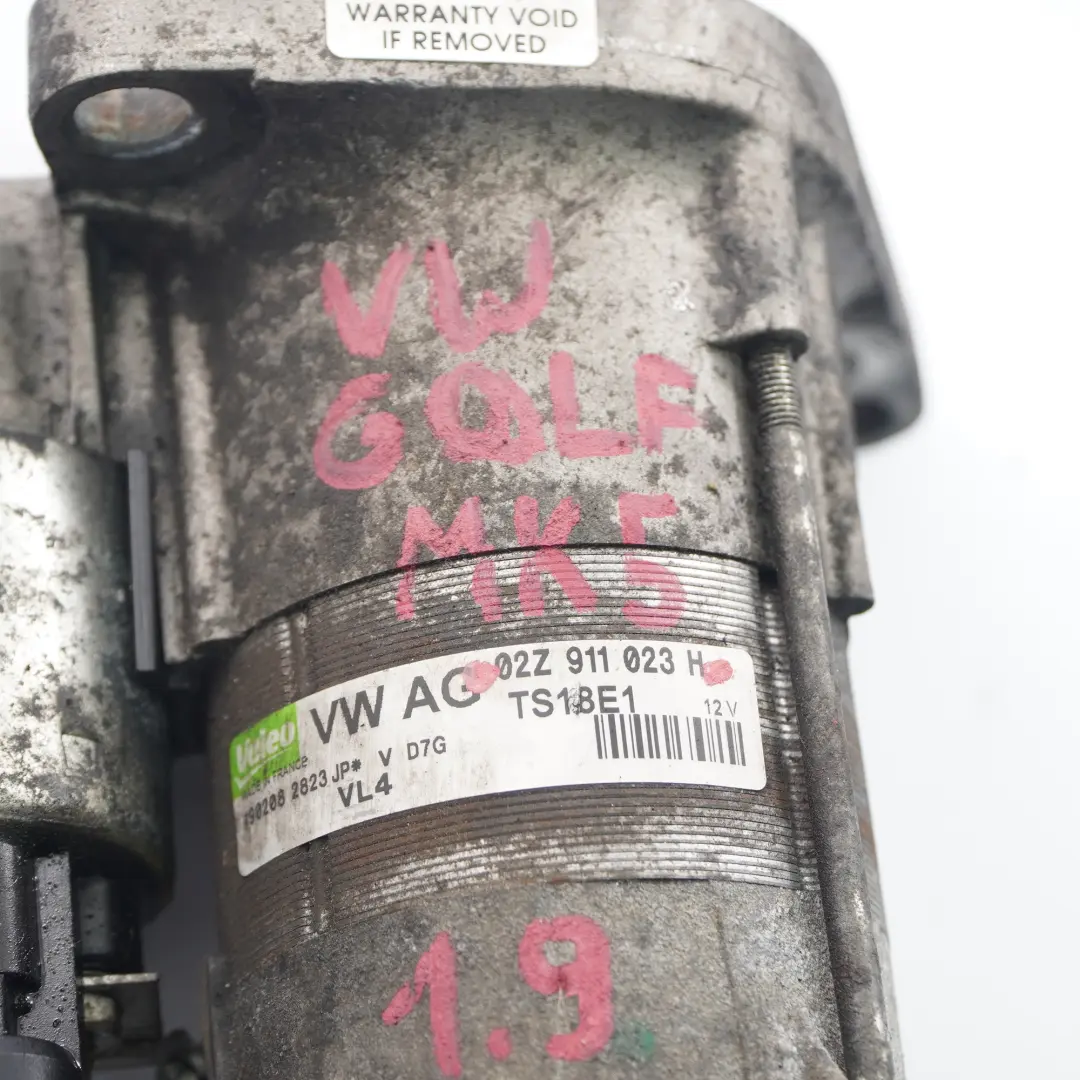 WARRANTY VOID
IF REMOVED
VW
GOLF
MK5
Valeo
VW AG 02Z 911 023 H
TS18E1 12 V
MADE IN FRANCE
2823 JP* V D7G
VL4
1.9